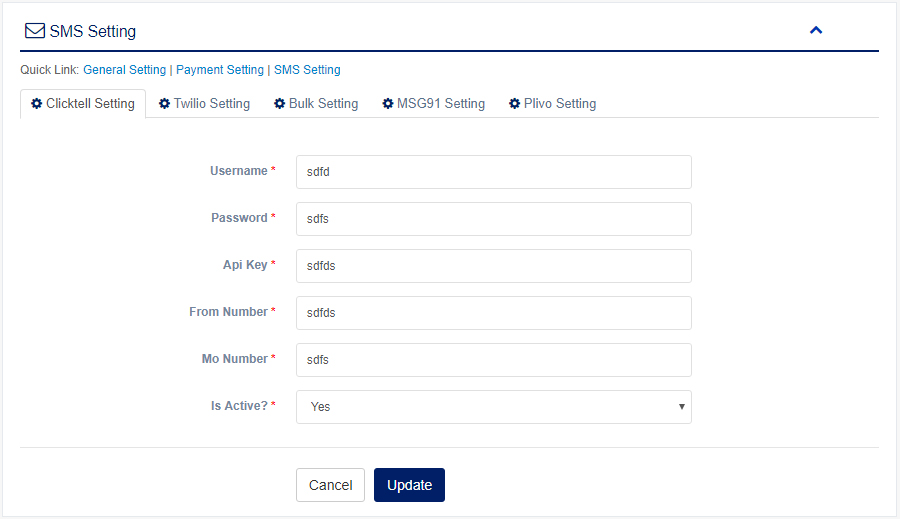 SMS Setting
Quick Link: General Setting | Payment Setting | SMS Setting
Clicktell Setting Twilio Setting Bulk Setting MSG91 Setting Plivo Setting
Username * sdfd
Password * sdfs
Api Key * sdfds
From Number * sdfds
Mo Number * sdfs
Is Active? * Yes
Cancel Update